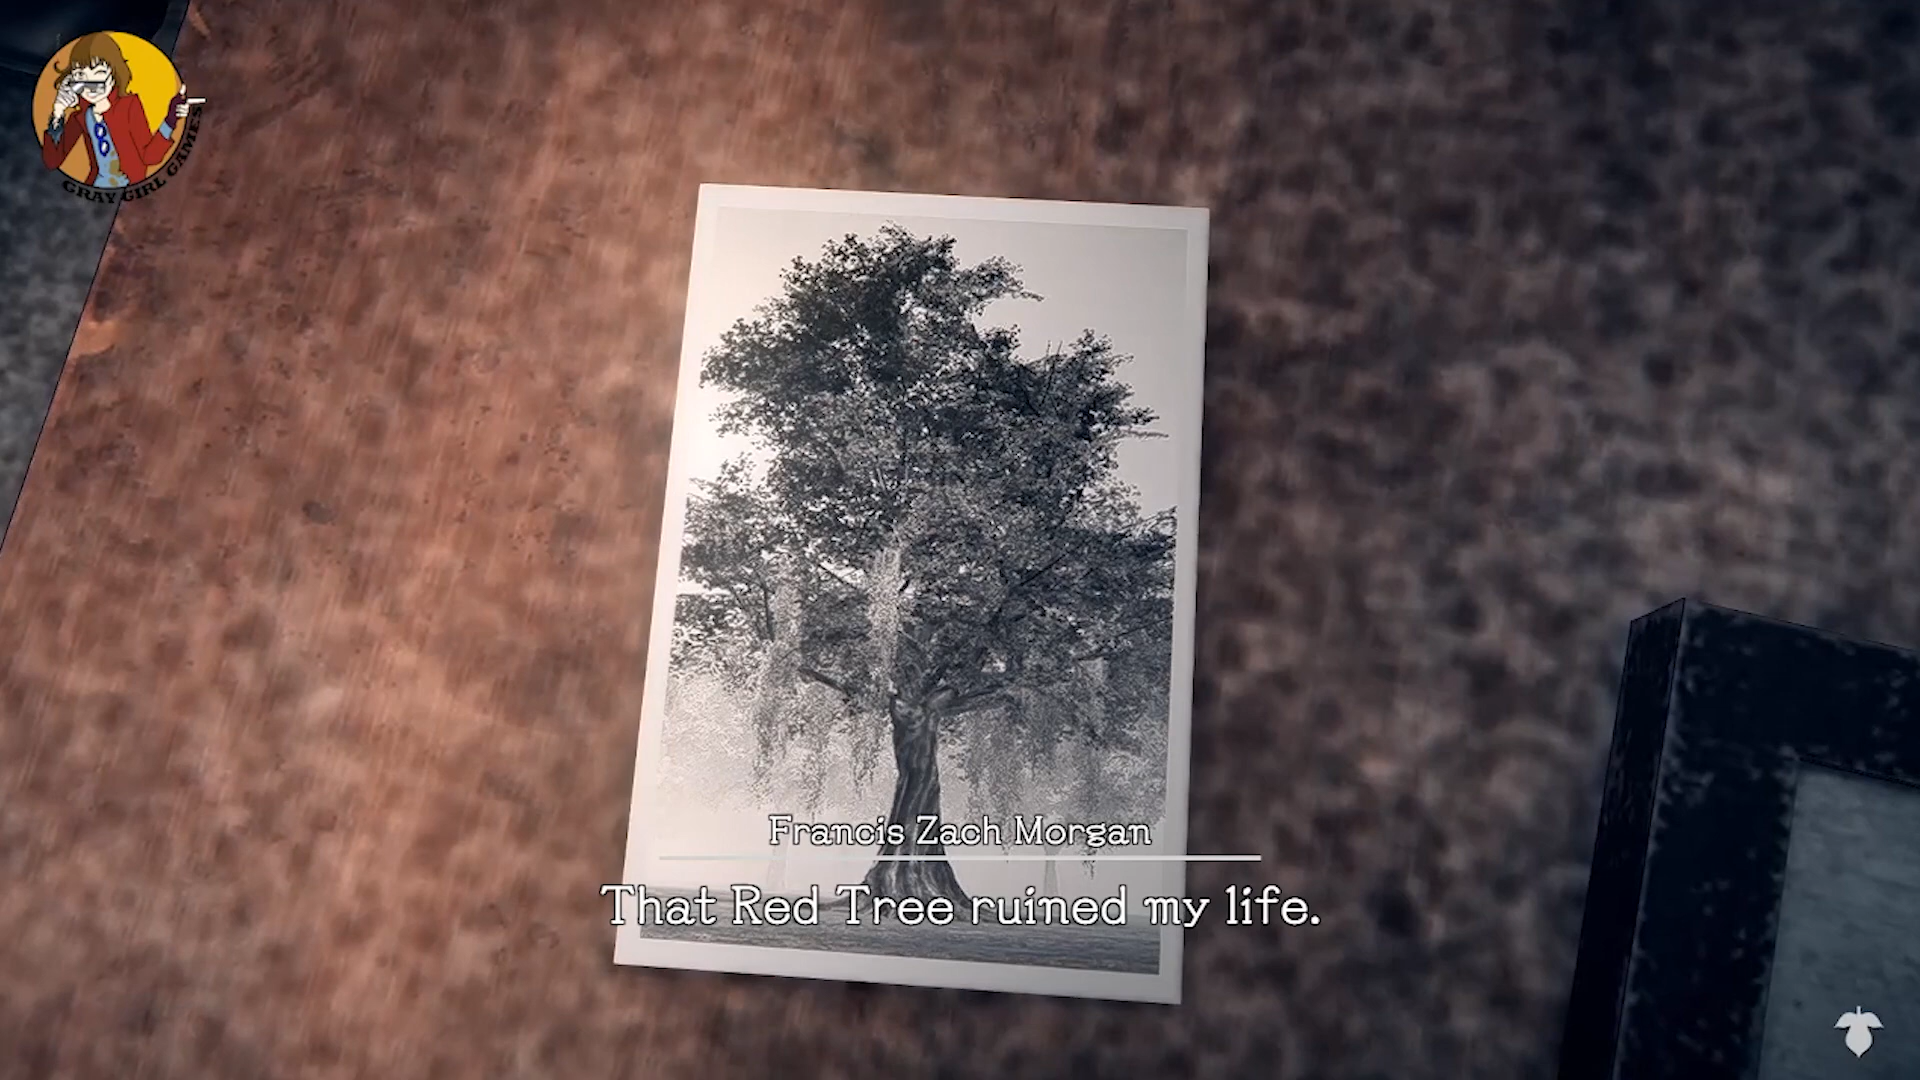 GRAY GIRL GAMES
Francis Zach Morgan
That Red Tree ruined my life.